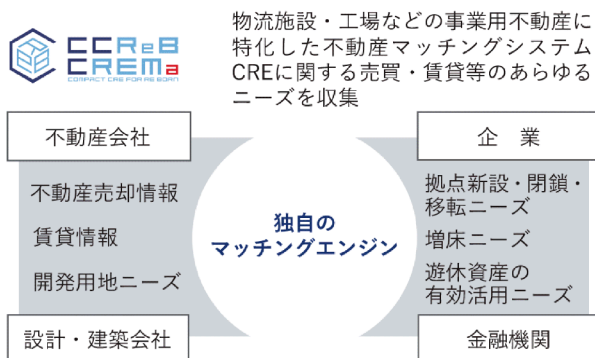 CCReB
CREMa
COMPACT CRE FOR RE BORN
物流施設・工場などの事業用不動産に
特化した不動産マッチングシステム
CREに関する売買・賃貸等のあらゆる
ニーズを収集
不動産会社
不動産売却情報
賃貸情報
開発用地ニーズ
設計・建築会社
独自の
マッチングエンジン
企　業
拠点新設・閉鎖・
移転ニーズ
増床ニーズ
遊休資産の
有効活用ニーズ
金融機関